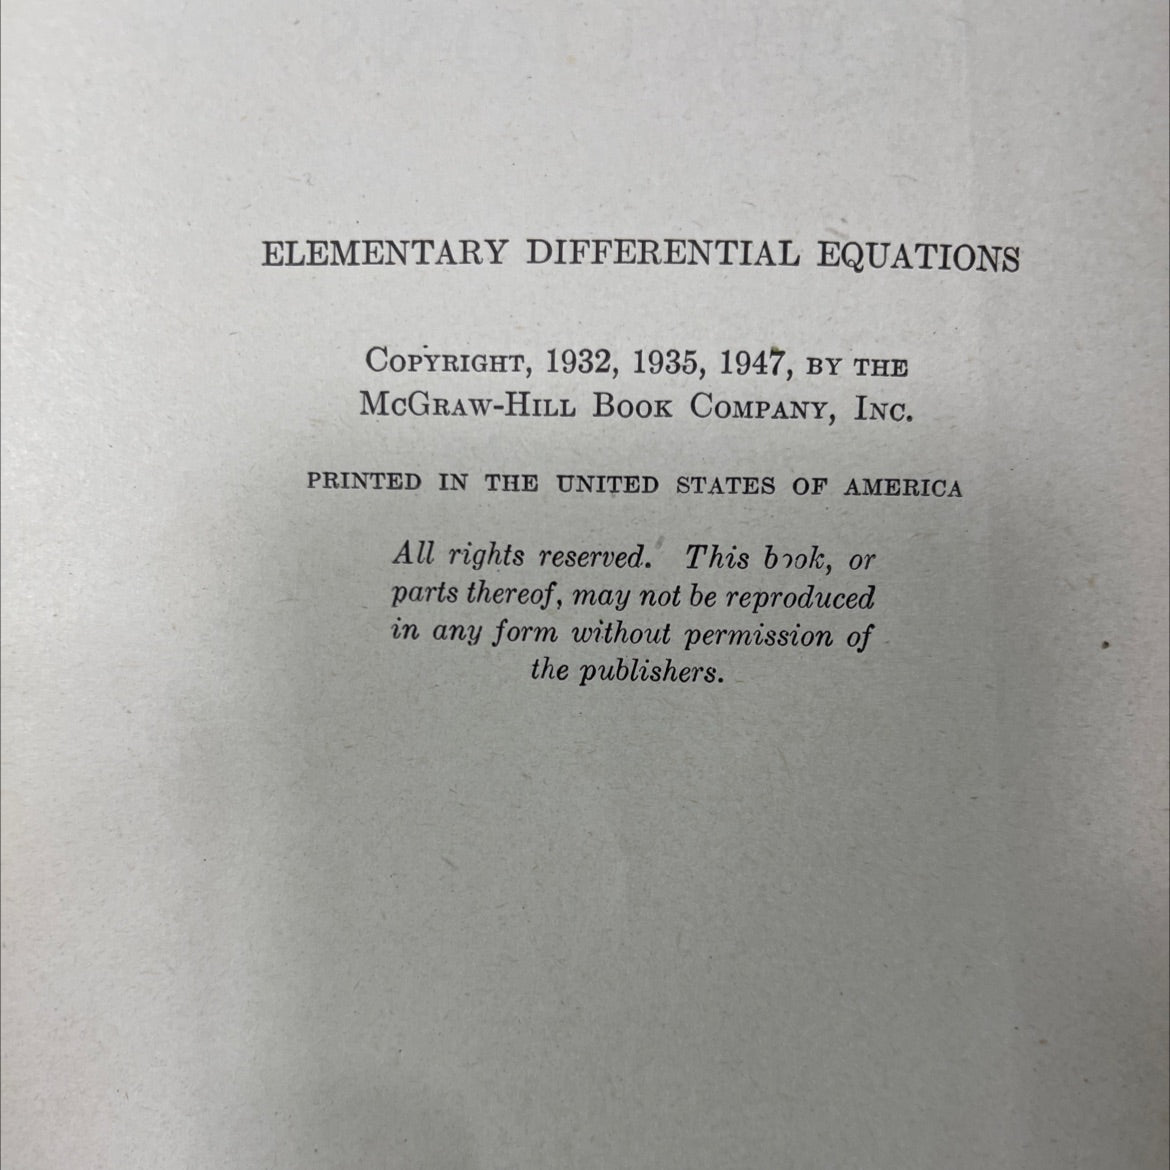 ELEMENTARY DIFFERENTIAL EQUATIONS
Copyright, 1932, 1935, 1947, by the
McGraw-Hill Book Company, Inc.
PRINTED IN THE UNITED STATES OF AMERICA
All rights reserved. This book, or
parts thereof, may not be reproduced
in any form without permission of
the publishers.